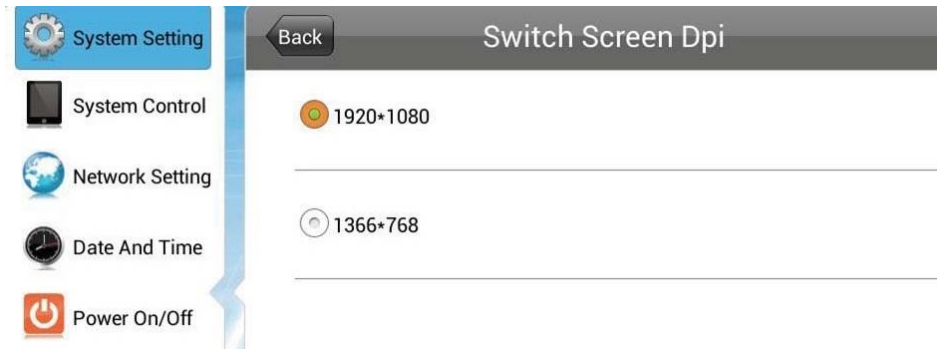 System Setting
System Control
Network Setting
Date And Time
Power On/Off
Back
Switch Screen Dpi
1920*1080
1366*768